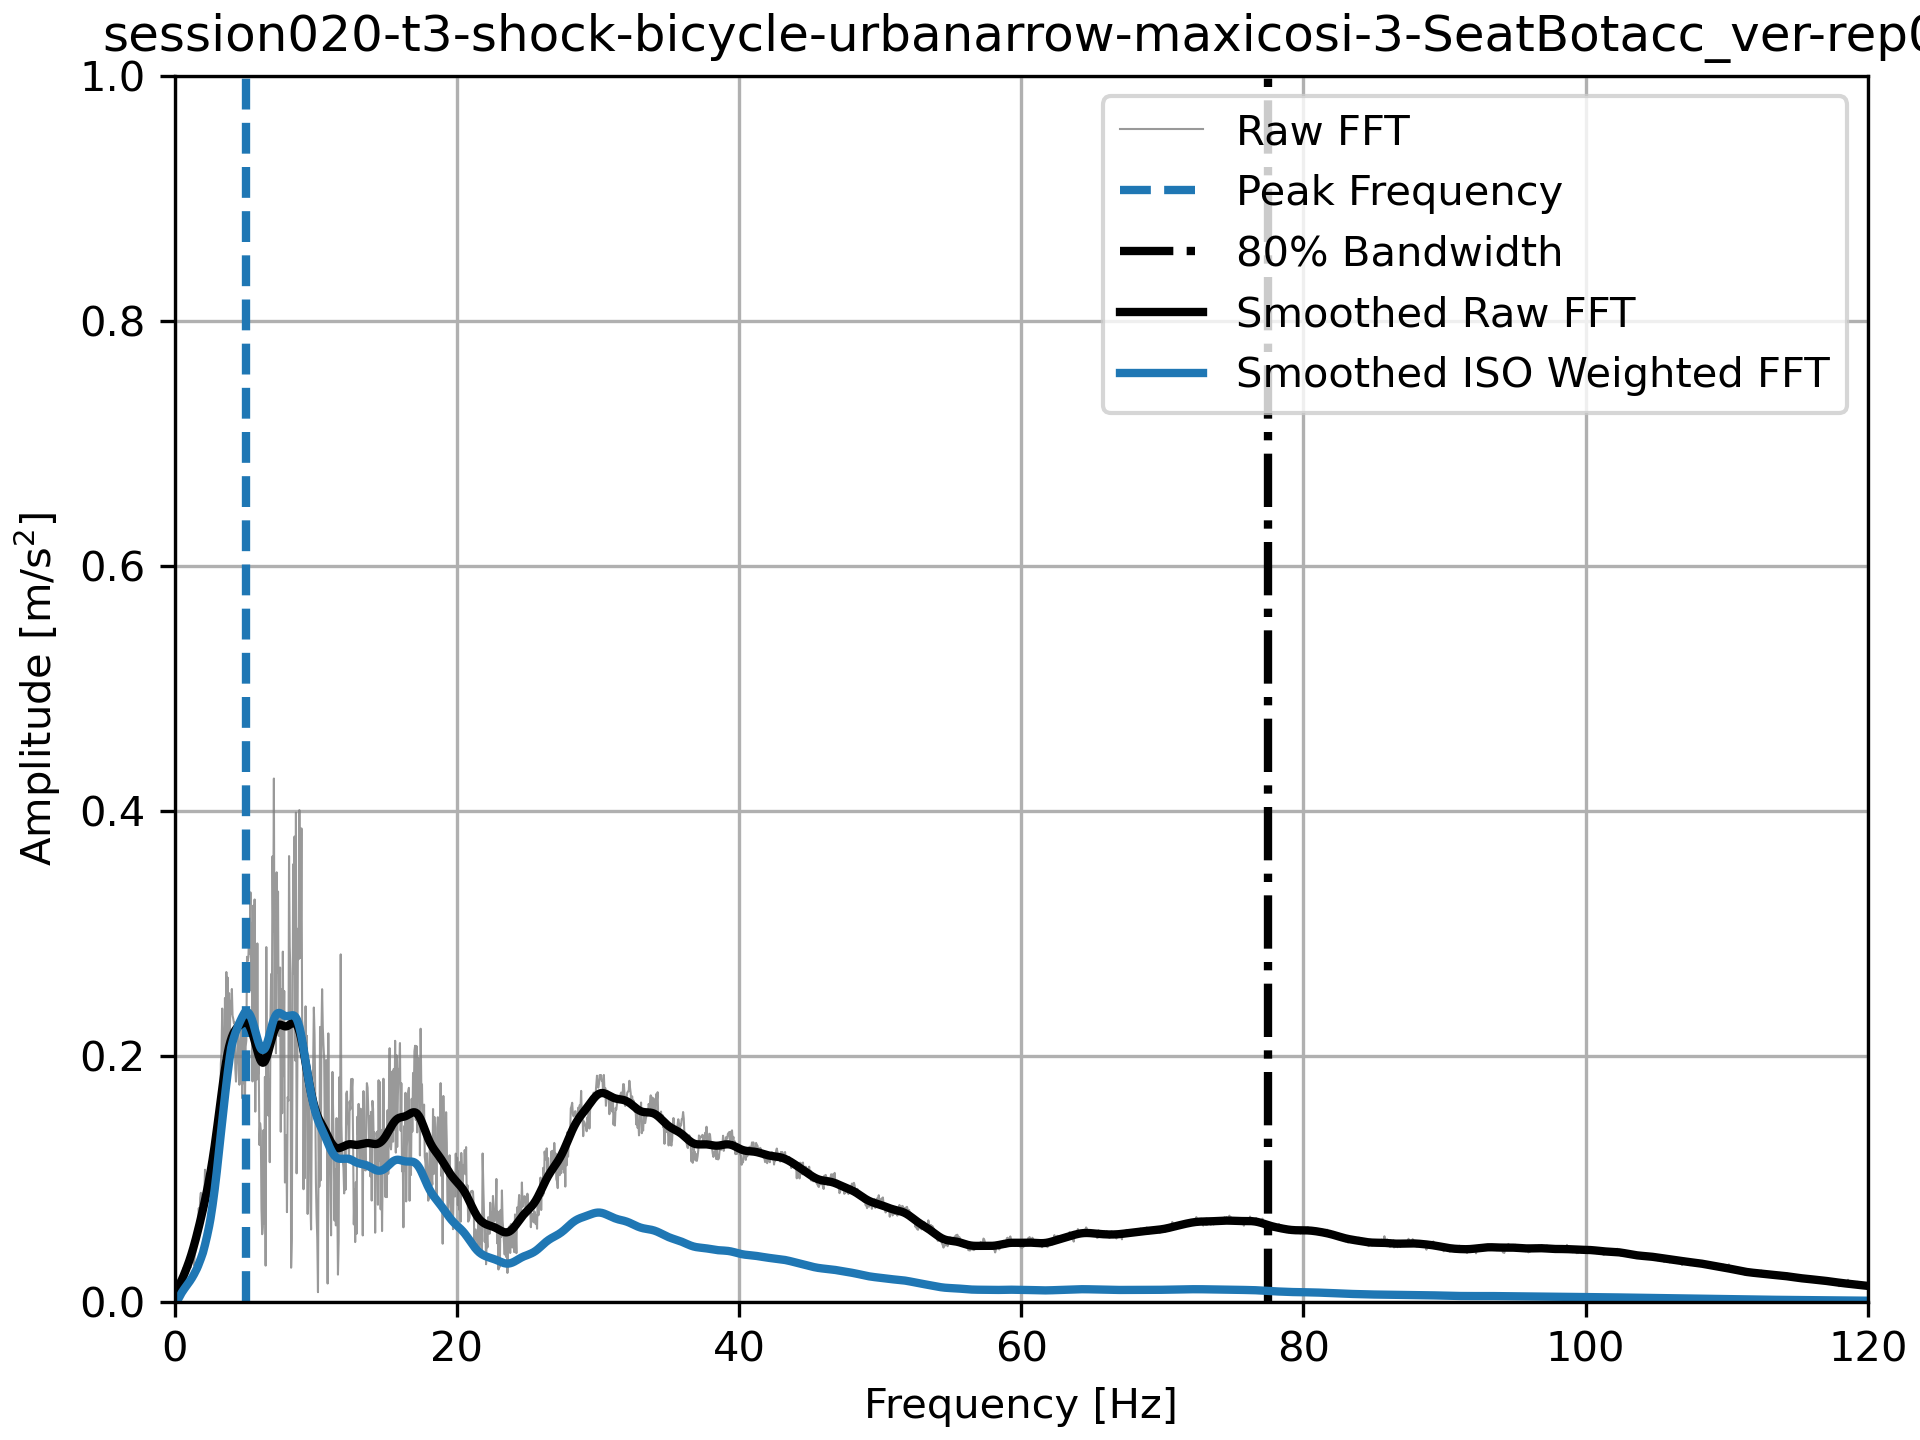 session020-t3-shock-bicycle-urbanarrow-maxicosi-3-SeatBotacc_ver-rep0
1.0
0.8
0.6
0.4
0.2
0.0
Amplitude [m/s²]
Raw FFT
Peak Frequency
80% Bandwidth
Smoothed Raw FFT
Smoothed ISO Weighted FFT
0 20 40 60 80 100 120
Frequency [Hz]